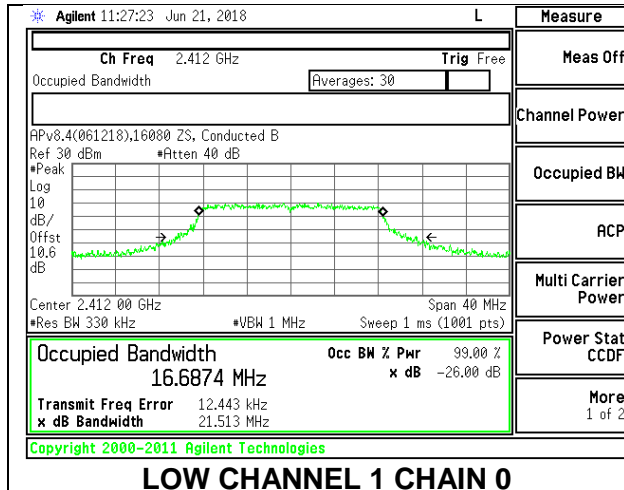 Agilent 11:27:23 Jun 21, 2018 L
Measure
Ch Freq 2.412 GHz Trig Free
Meas Off
Occupied Bandwidth Averages: 30
Channel Power
APv8.4(061218),16080 ZS, Conducted B
Ref 30 dBm #Atten 40 dB
#Peak
Log
10
dB/
Offst
10.6
dB
Occupied BW
ACP
Multi Carrier
Power
Center 2.412 00 GHz Span 40 MHz
#Res BW 330 kHz #VBW 1 MHz Sweep 1 ms (1001 pts)
Power Stat
CCDF
Occupied Bandwidth Occ BW % Pwr 99.00 %
16.6874 MHz x dB -26.00 dB
Transmit Freq Error 12.443 kHz
x dB Bandwidth 21.513 MHz
More
1 of 2
Copyright 2000-2011 Agilent Technologies
LOW CHANNEL 1 CHAIN 0